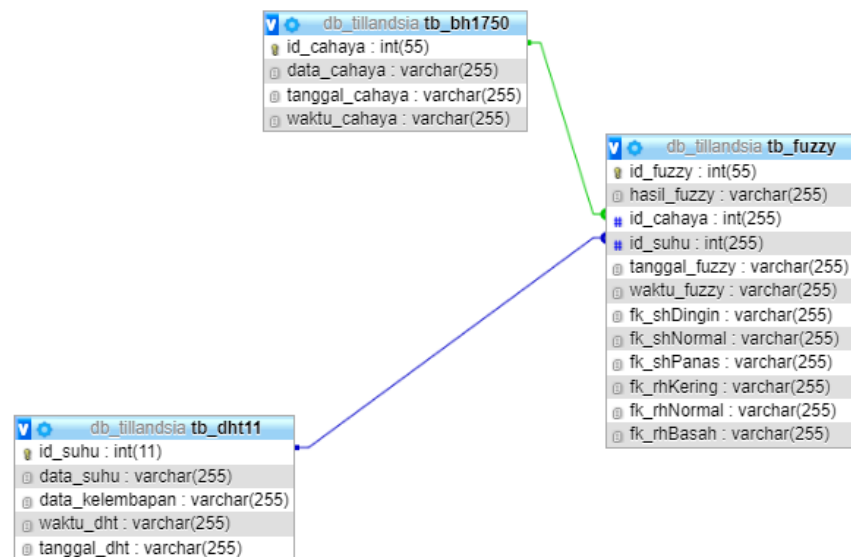 db_tillandsia tb_bh1750
id_cahaya : int(55)
data_cahaya : varchar(255)
tanggal_cahaya : varchar(255)
waktu_cahaya : varchar(255)
db_tillandsia tb_fuzzy
id_fuzzy : int(55)
hasil_fuzzy : varchar(255)
# id_cahaya : int(255)
# id_suhu : int(255)
tanggal_fuzzy : varchar(255)
waktu_fuzzy : varchar(255)
fk_shDingin : varchar(255)
fk_shNormal : varchar(255)
fk_shPanas : varchar(255)
fk_rhKering : varchar(255)
fk_rhNormal : varchar(255)
fk_rhBasah : varchar(255)
db_tillandsia tb_dht11
id_suhu : int(11)
data_suhu : varchar(255)
data_kelembapan : varchar(255)
waktu_dht : varchar(255)
tanggal_dht : varchar(255)